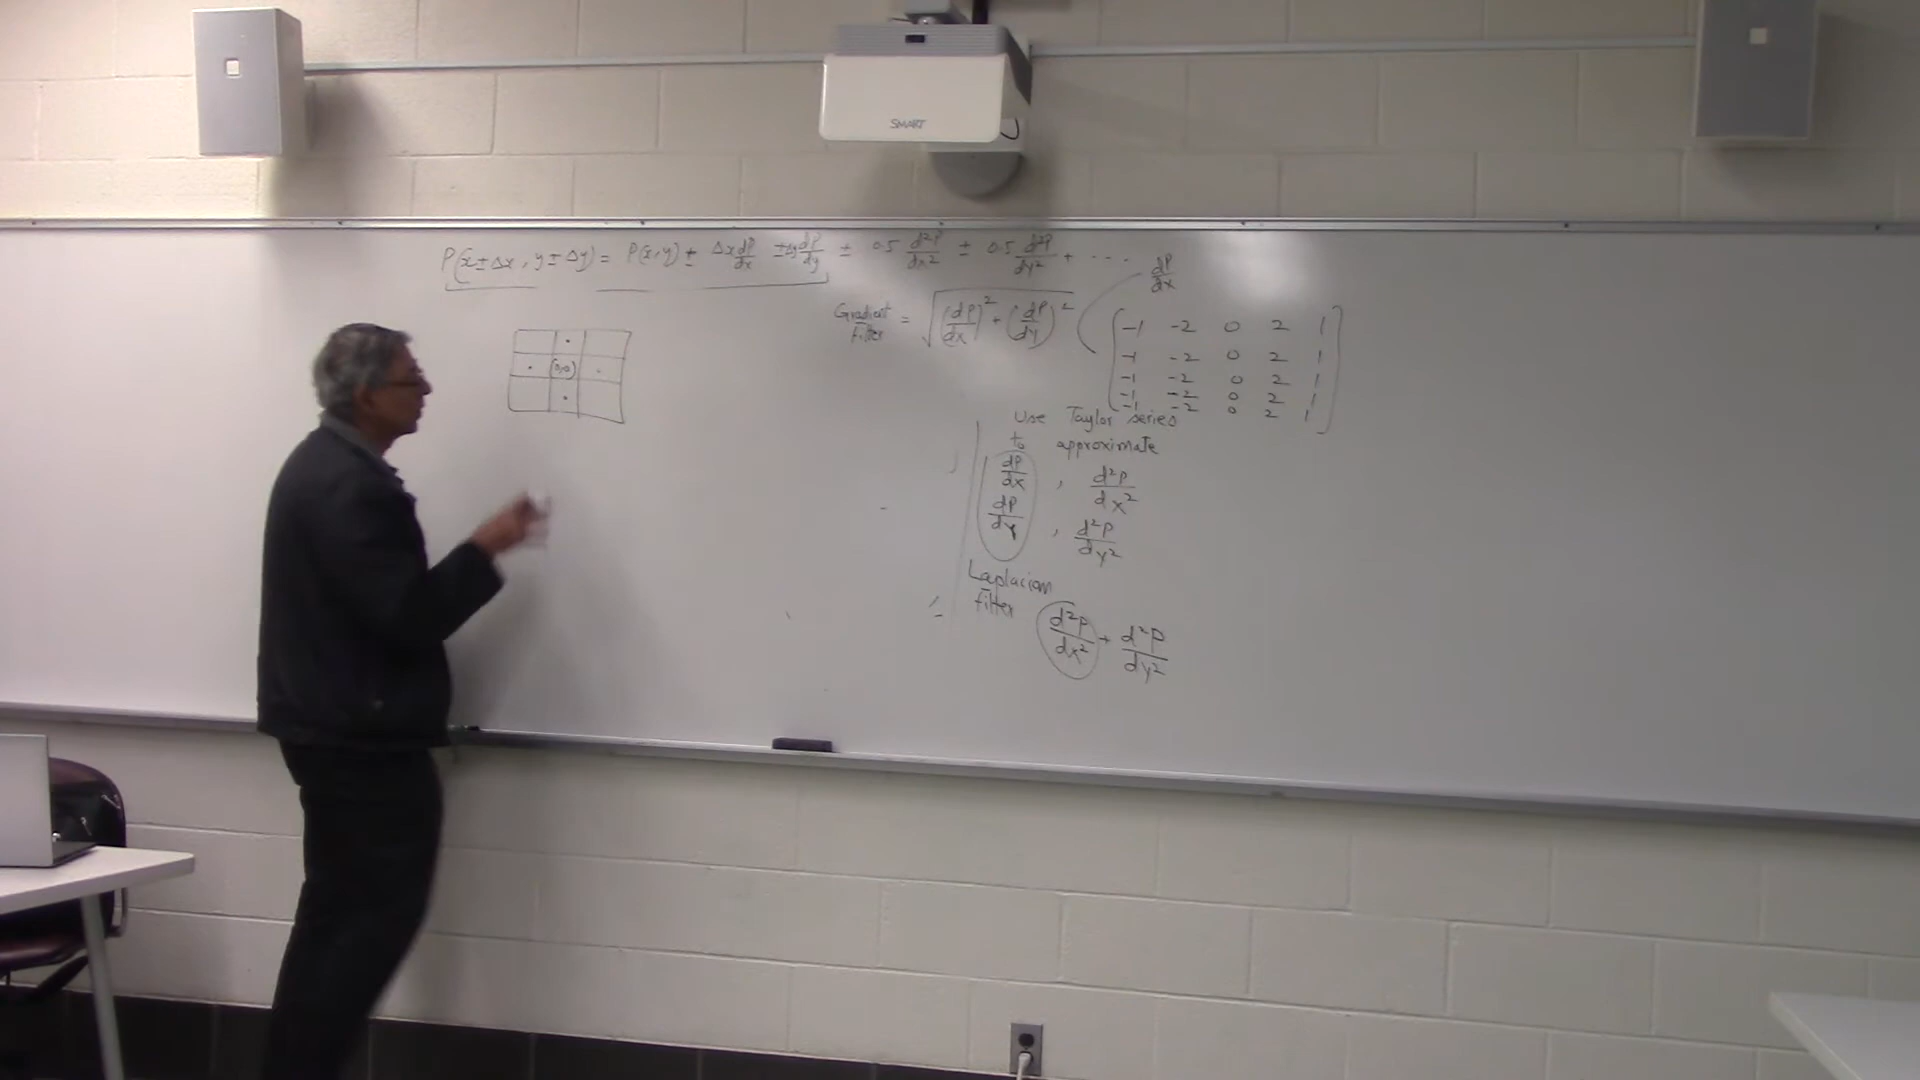 SMART
P(x±Δx, y±Δy) = P(x,y) ± Δx dP/dx ±Δy dP/dy ± 0.5 d²P/dx² ± 0.5 d²P/dy² + ...
dP/dx
Gradient filter = √((dP/dx)² + (dP/dy)²)
-1 -2 0 2 1
-1 -2 0 2 1
-1 -2 0 2 1
-1 -2 0 2 1
-1 -2 0 2 1
(0,0)
Use Taylor series
to approximate
dP/dx , d²P/dx²
dP/dy , d²P/dy²
Laplacian
filter
d²P/dx² + d²P/dy²